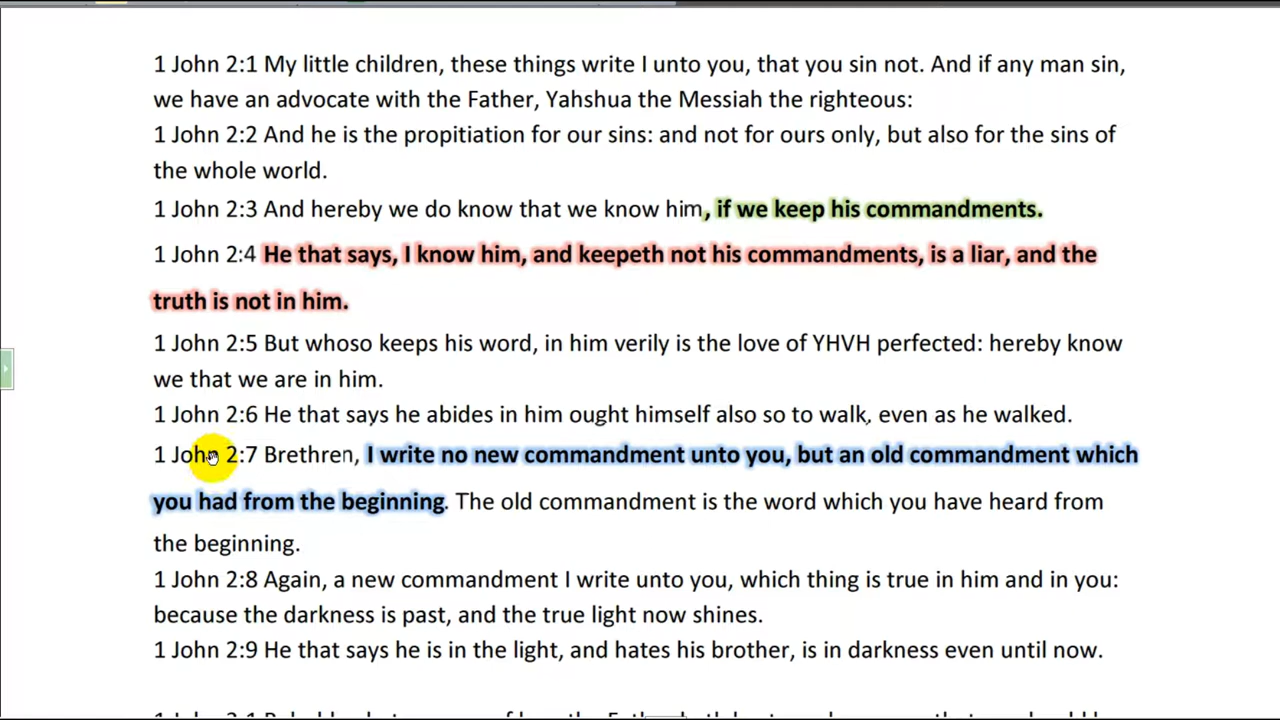 1 John 2:1 My little children, these things write I unto you, that you sin not. And if any man sin,
we have an advocate with the Father, Yahshua the Messiah the righteous:
1 John 2:2 And he is the propitiation for our sins: and not for ours only, but also for the sins of
the whole world.
1 John 2:3 And hereby we do know that we know him, if we keep his commandments.
1 John 2:4 He that says, I know him, and keepeth not his commandments, is a liar, and the
truth is not in him.
1 John 2:5 But whoso keeps his word, in him verily is the love of YHVH perfected: hereby know
we that we are in him.
1 John 2:6 He that says he abides in him ought himself also so to walk, even as he walked.
1 John 2:7 Brethren, I write no new commandment unto you, but an old commandment which
you had from the beginning. The old commandment is the word which you have heard from
the beginning.
1 John 2:8 Again, a new commandment I write unto you, which thing is true in him and in you:
because the darkness is past, and the true light now shines.
1 John 2:9 He that says he is in the light, and hates his brother, is in darkness even until now.